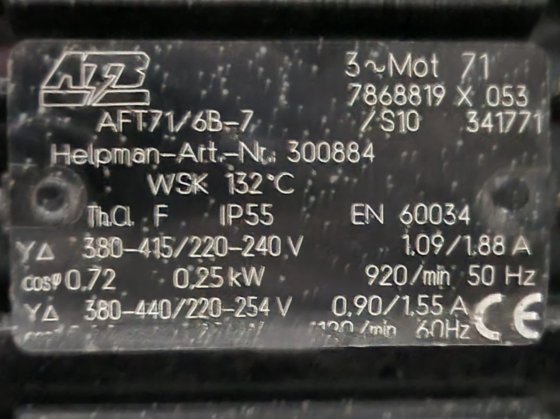 ATB 3~Mot 71
7868819 X 053
AFT71/6B-7 /S10 341771
Helpman-Art.-Nr.: 300884
WSK 132°C
Th.Cl. F IP55 EN 60034
Y∆ 380-415/220-240 V 1.09/1.88 A
cosφ 0.72 0,25 kW 920/min 50 Hz
Y∆ 380-440/220-254 V 0,90/1.55 A
/min 60Hz CE